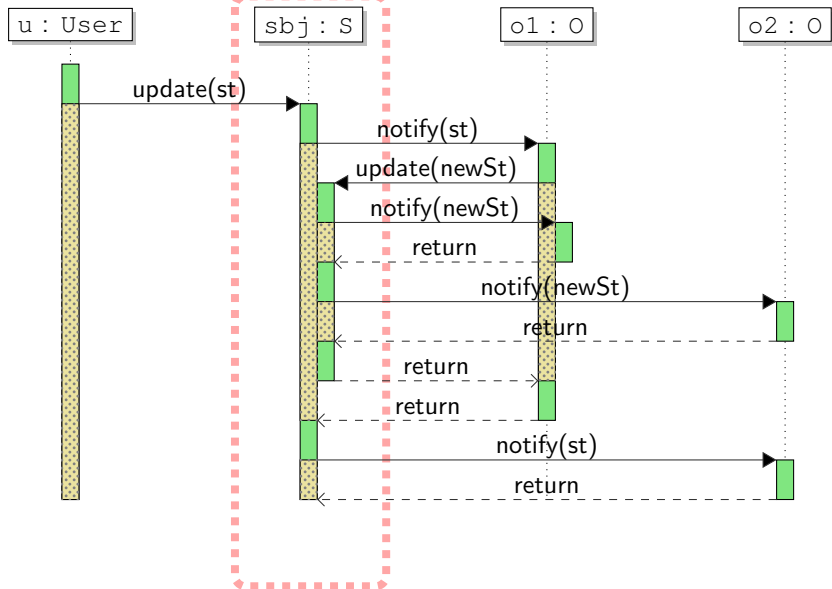 u : User
sbj : S
o1 : O
o2 : O
update(st)
notify(st)
update(newSt)
notify(newSt)
return
notify(newSt)
return
return
return
notify(st)
return